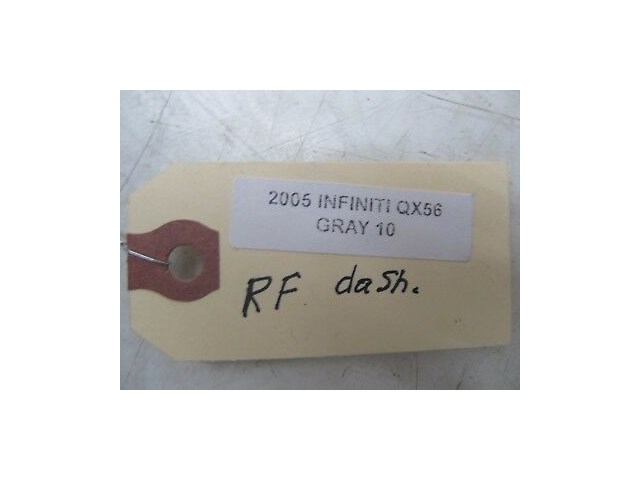 2005 INFINITI QX56
GRAY 10
RF dash.